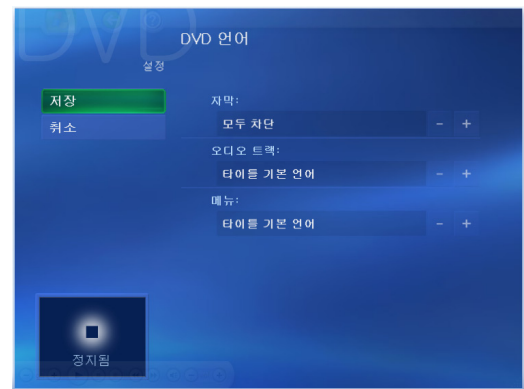 DVD
DVD 언어
설정
저장
취소
자막:
모두 차단
- +
오디오 트랙:
타이틀 기본 언어
- +
메뉴:
타이틀 기본 언어
- +
정지됨